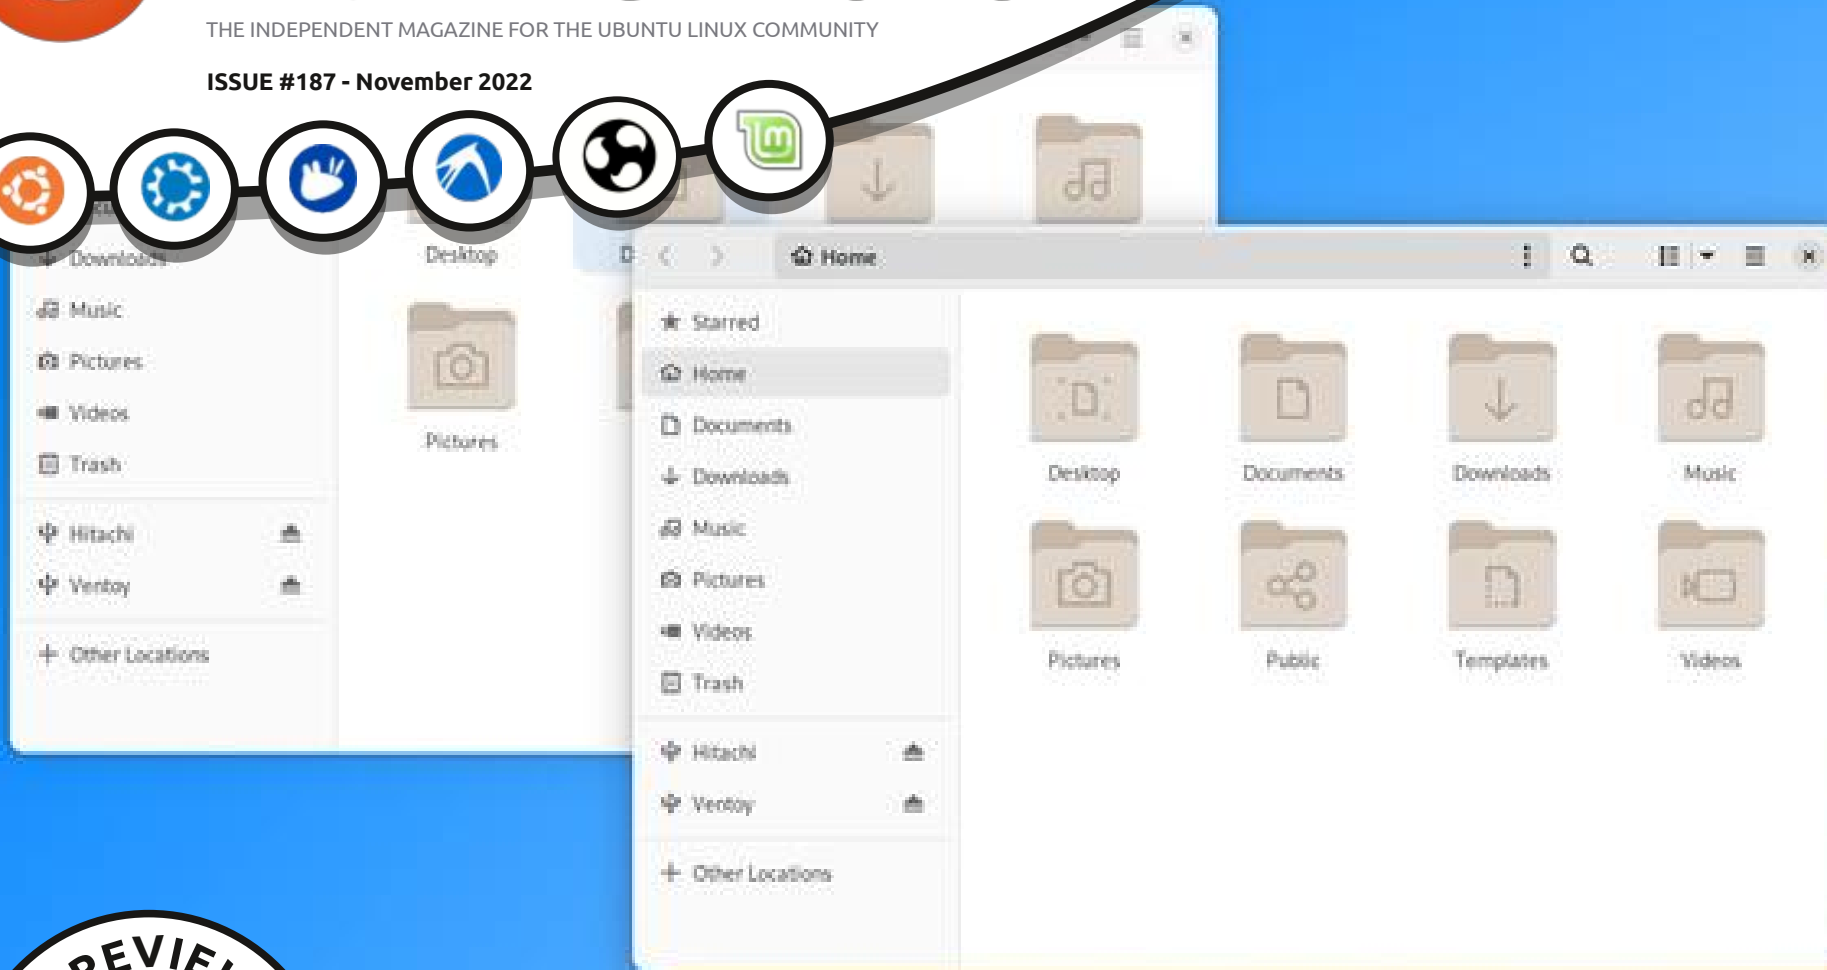 THE INDEPENDENT MAGAZINE FOR THE UBUNTU LINUX COMMUNITY
ISSUE #187 - November 2022
Downloads
Music
Pictures
Videos
Trash
Hitachi
Ventoy
Other Locations
Desktop
Pictures
Home
Starred
Home
Documents
Downloads
Music
Pictures
Videos
Trash
Hitachi
Ventoy
Other Locations
Desktop
Documents
Downloads
Music
Pictures
Public
Templates
Videos